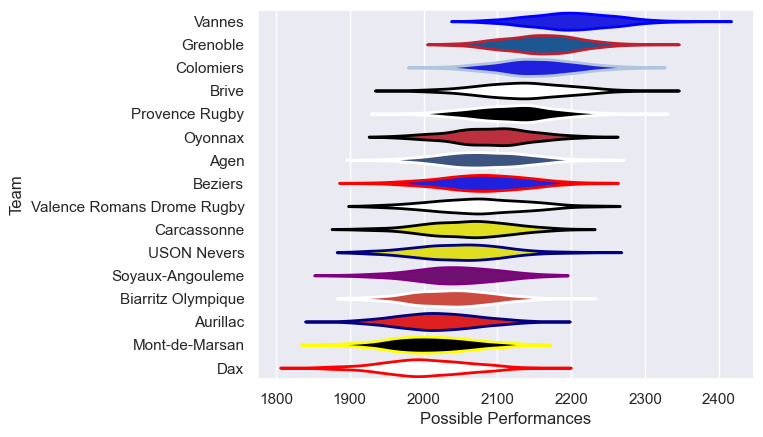 Vannes
Grenoble
Colomiers
Brive
Provence Rugby
Oyonnax
Agen
Beziers
Valence Romans Drome Rugby
Carcassonne
USON Nevers
Soyaux-Angouleme
Biarritz Olympique
Aurillac
Mont-de-Marsan
Dax
Team
1800 1900 2000 2100 2200 2300 2400
Possible Performances